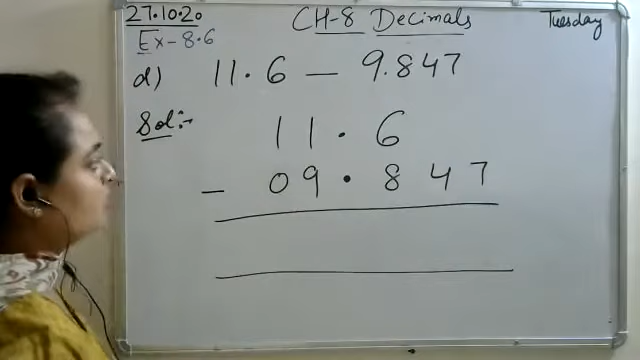 27.10.20 CH-8 Decimals Tuesday
Ex-8.6
d) 11.6 — 9.847
Sol:-
11.6
- 09.847